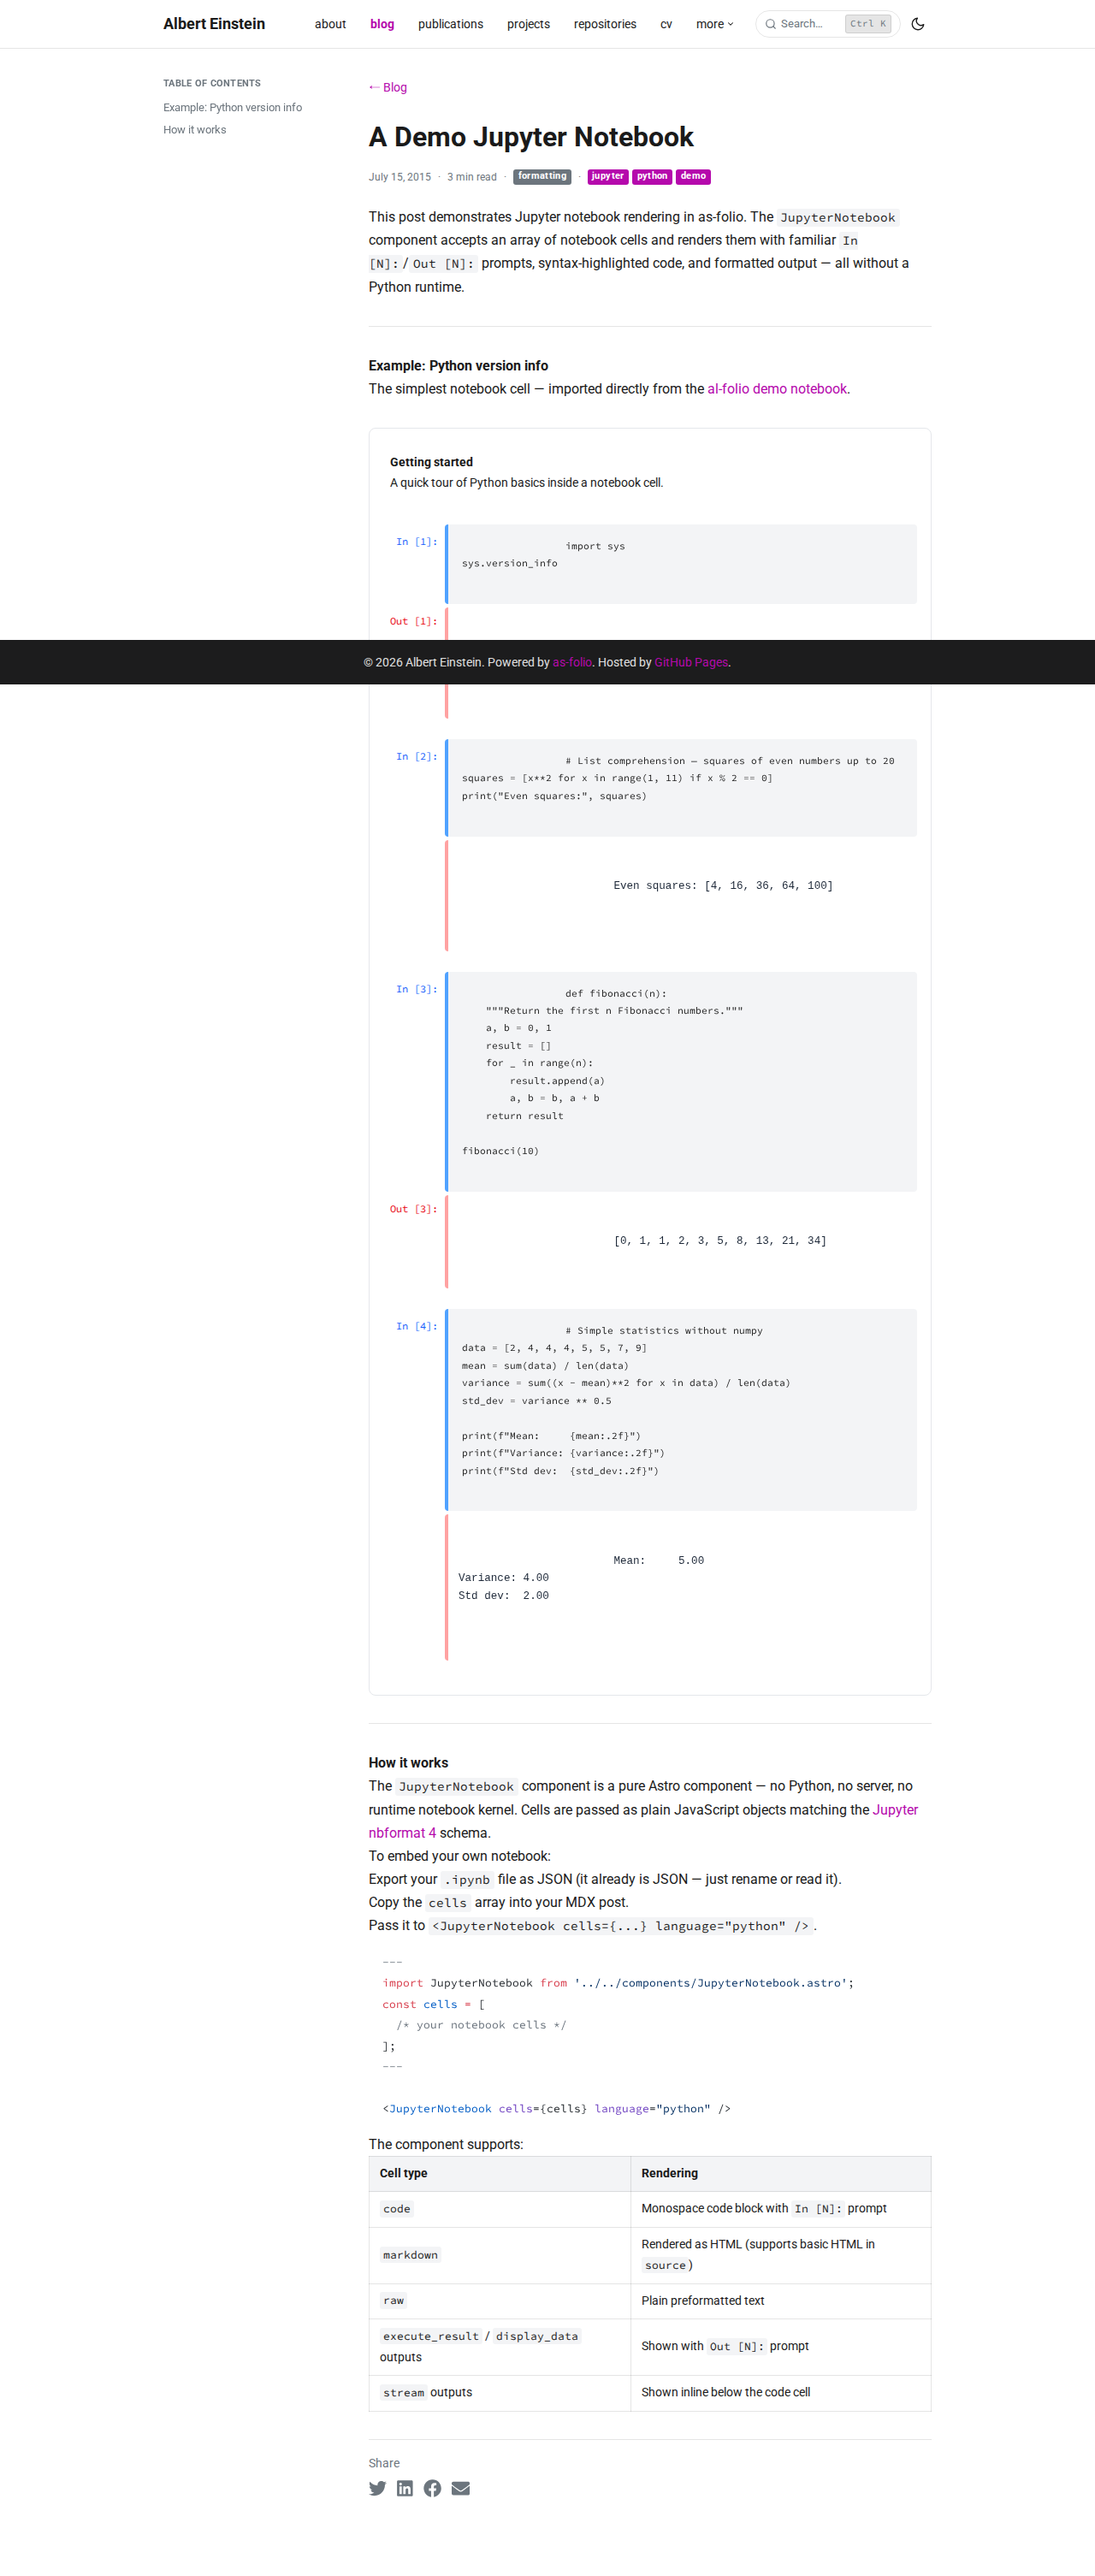 Albert Einstein
about
blog
publications
projects
repositories
cv
more
Search...
Ctrl K
TABLE OF CONTENTS
Example: Python version info
How it works
← Blog
A Demo Jupyter Notebook
July 15, 2015 · 3 min read · formatting · jupyter python demo
This post demonstrates Jupyter notebook rendering in as-folio. The JupyterNotebook
component accepts an array of notebook cells and renders them with familiar In
[N]: / Out [N]: prompts, syntax-highlighted code, and formatted output — all without a
Python runtime.
Example: Python version info
The simplest notebook cell — imported directly from the al-folio demo notebook.
Getting started
A quick tour of Python basics inside a notebook cell.
In [1]:
import sys
sys.version_info
Out [1]:
© 2026 Albert Einstein. Powered by as-folio. Hosted by GitHub Pages.
In [2]:
# List comprehension — squares of even numbers up to 20
squares = [x**2 for x in range(1, 11) if x % 2 == 0]
print("Even squares:", squares)
Even squares: [4, 16, 36, 64, 100]
In [3]:
def fibonacci(n):
    """Return the first n Fibonacci numbers."""
    a, b = 0, 1
    result = []
    for _ in range(n):
        result.append(a)
        a, b = b, a + b
    return result
fibonacci(10)
Out [3]:
[0, 1, 1, 2, 3, 5, 8, 13, 21, 34]
In [4]:
# Simple statistics without numpy
data = [2, 4, 4, 4, 5, 5, 7, 9]
mean = sum(data) / len(data)
variance = sum((x - mean)**2 for x in data) / len(data)
std_dev = variance ** 0.5
print(f"Mean:     {mean:.2f}")
print(f"Variance: {variance:.2f}")
print(f"Std dev:  {std_dev:.2f}")
Mean:     5.00
Variance: 4.00
Std dev:  2.00
How it works
The JupyterNotebook component is a pure Astro component — no Python, no server, no
runtime notebook kernel. Cells are passed as plain JavaScript objects matching the Jupyter
nbformat 4 schema.
To embed your own notebook:
Export your .ipynb file as JSON (it already is JSON — just rename or read it).
Copy the cells array into your MDX post.
Pass it to <JupyterNotebook cells={...} language="python" />.
---
import JupyterNotebook from '../../components/JupyterNotebook.astro';
const cells = [
  /* your notebook cells */
];
---
<JupyterNotebook cells={cells} language="python" />
The component supports:
Cell type
Rendering
code
Monospace code block with In [N]: prompt
markdown
Rendered as HTML (supports basic HTML in
source)
raw
Plain preformatted text
execute_result / display_data
outputs
Shown with Out [N]: prompt
stream outputs
Shown inline below the code cell
Share